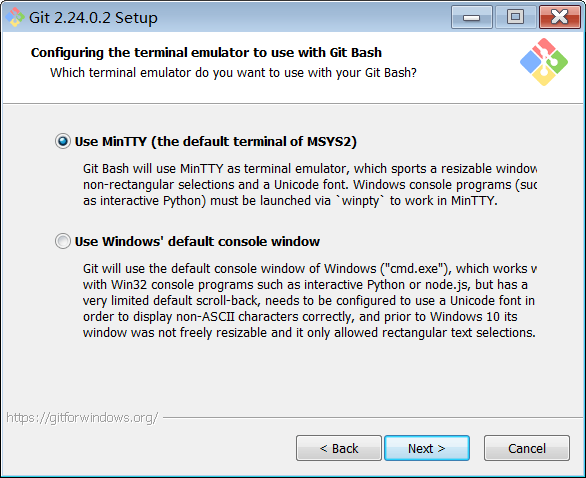 Git 2.24.0.2 Setup
Configuring the terminal emulator to use with Git Bash
Which terminal emulator do you want to use with your Git Bash?
Use MinTTY (the default terminal of MSYS2)
Git Bash will use MinTTY as terminal emulator, which sports a resizable window
non-rectangular selections and a Unicode font. Windows console programs (suc
as interactive Python) must be launched via `winpty` to work in MinTTY.
Use Windows' default console window
Git will use the default console window of Windows ("cmd.exe"), which works w
with Win32 console programs such as interactive Python or node.js, but has a
very limited default scroll-back, needs to be configured to use a Unicode font in
order to display non-ASCII characters correctly, and prior to Windows 10 its
window was not freely resizable and it only allowed rectangular text selections.
https://gitforwindows.org/
< Back
Next >
Cancel